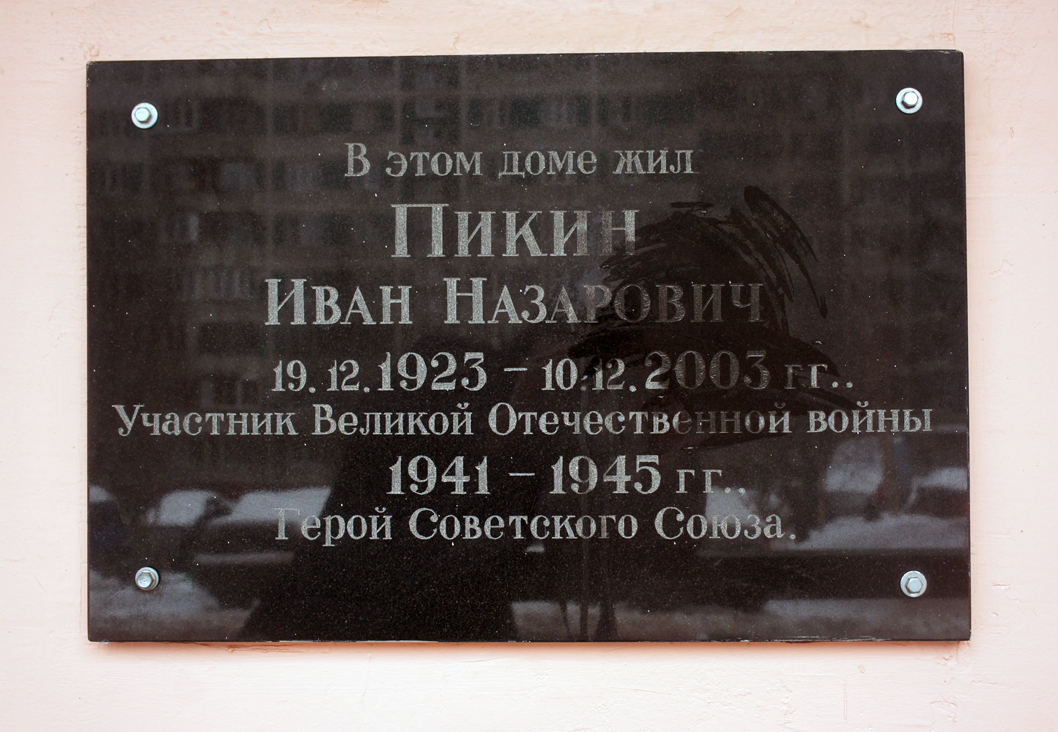 В этом доме жил
Пикин
Иван Назарович
19.12.1923 – 10.12.2003 гг..
Участник Великой Отечественной войны
1941 – 1945 гг..
Герой Советского Союза.